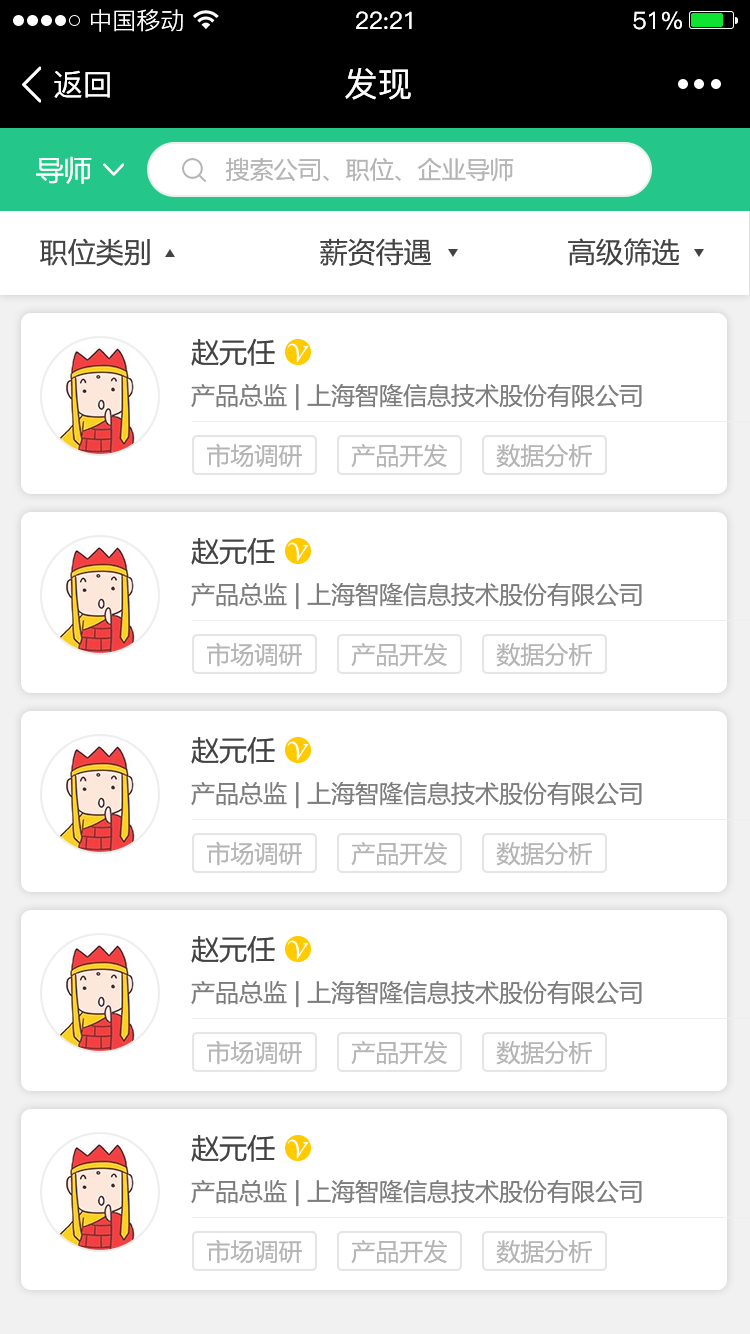 中国移动 22:21 51%
返回 发现
导师 搜索公司、职位、企业导师
职位类别 薪资待遇 高级筛选
赵元任
产品总监 | 上海智隆信息技术股份有限公司
市场调研 产品开发 数据分析
赵元任
产品总监 | 上海智隆信息技术股份有限公司
市场调研 产品开发 数据分析
赵元任
产品总监 | 上海智隆信息技术股份有限公司
市场调研 产品开发 数据分析
赵元任
产品总监 | 上海智隆信息技术股份有限公司
市场调研 产品开发 数据分析
赵元任
产品总监 | 上海智隆信息技术股份有限公司
市场调研 产品开发 数据分析